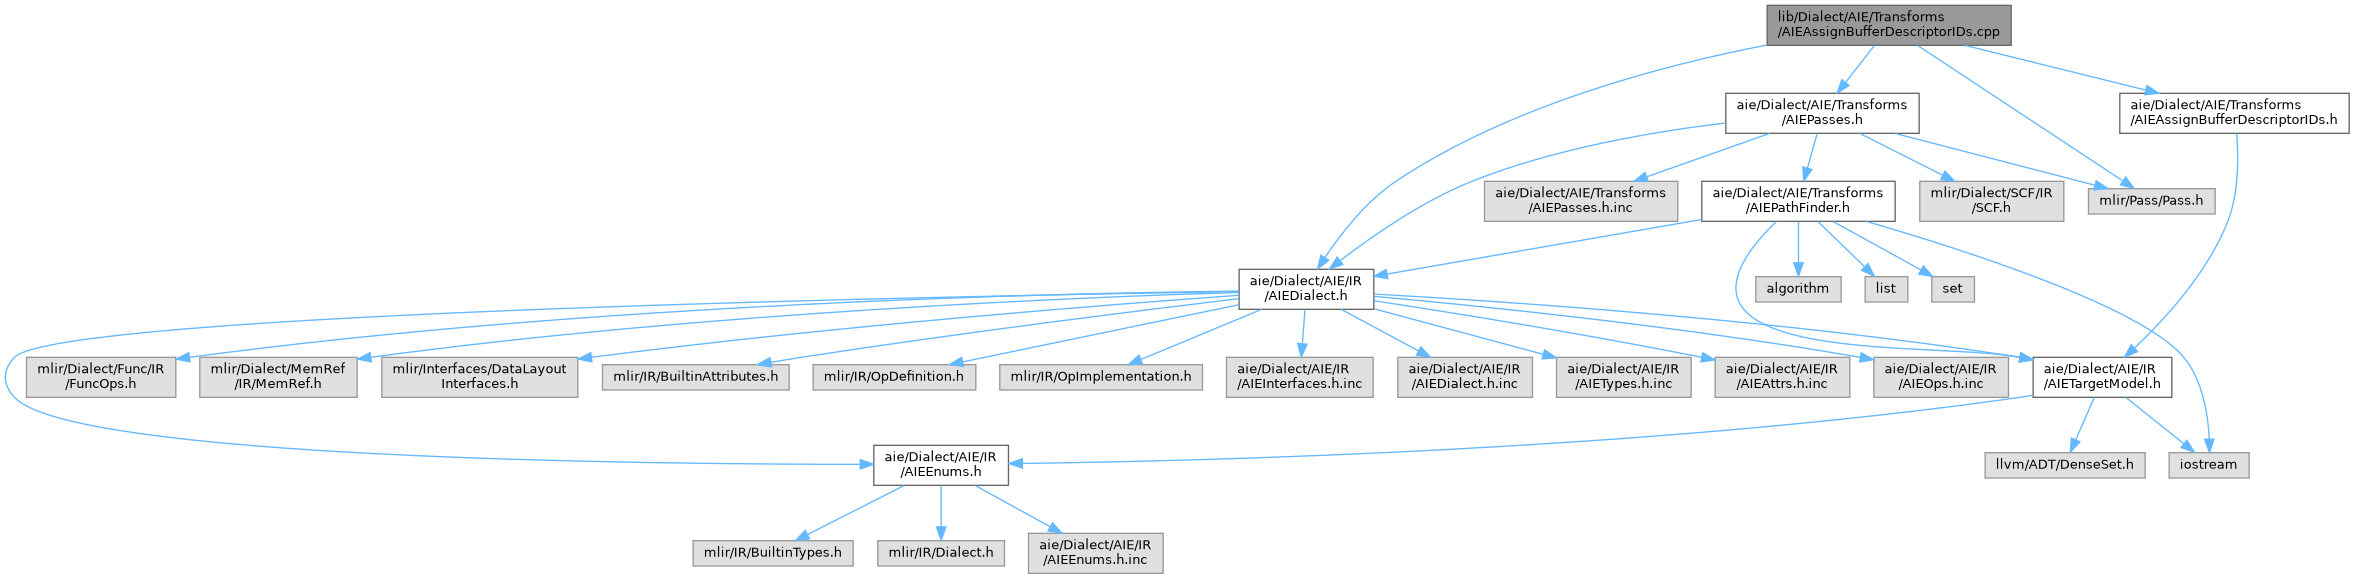 lib/Dialect/AIE/Transforms
/AIEAssignBufferDescriptorIDs.cpp
aie/Dialect/AIE/Transforms
/AIEPasses.h
aie/Dialect/AIE/Transforms
/AIEAssignBufferDescriptorIDs.h
aie/Dialect/AIE/Transforms
/AIEPasses.h.inc
aie/Dialect/AIE/Transforms
/AIEPathFinder.h
mlir/Dialect/SCF/IR
/SCF.h
mlir/Pass/Pass.h
aie/Dialect/AIE/IR
/AIEDialect.h
algorithm
list
set
mlir/Dialect/Func/IR
/FuncOps.h
mlir/Dialect/MemRef
/IR/MemRef.h
mlir/Interfaces/DataLayout
Interfaces.h
mlir/IR/BuiltinAttributes.h
mlir/IR/OpDefinition.h
mlir/IR/OpImplementation.h
aie/Dialect/AIE/IR
/AIEInterfaces.h.inc
aie/Dialect/AIE/IR
/AIEDialect.h.inc
aie/Dialect/AIE/IR
/AIETypes.h.inc
aie/Dialect/AIE/IR
/AIEAttrs.h.inc
aie/Dialect/AIE/IR
/AIEOps.h.inc
aie/Dialect/AIE/IR
/AIETargetModel.h
aie/Dialect/AIE/IR
/AIEEnums.h
llvm/ADT/DenseSet.h
iostream
mlir/IR/BuiltinTypes.h
mlir/IR/Dialect.h
aie/Dialect/AIE/IR
/AIEEnums.h.inc